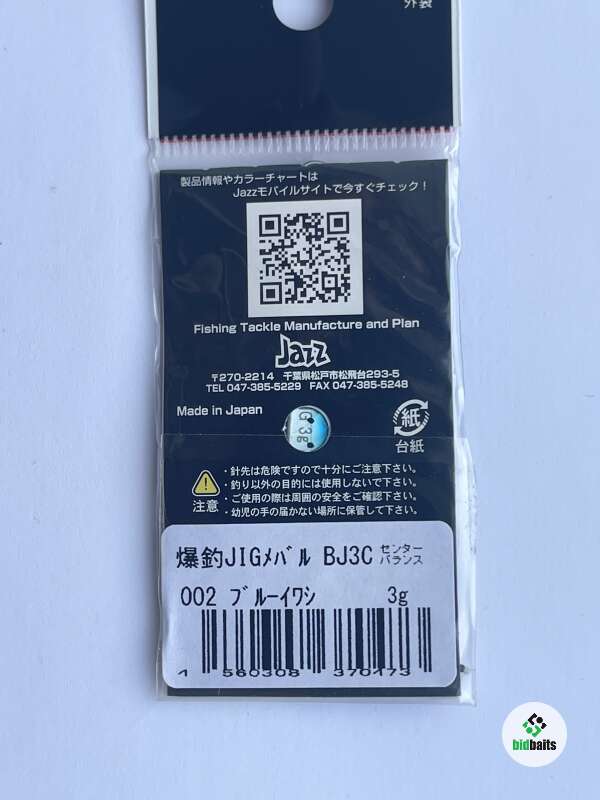 外装
製品情報やカラーチャートは
Jazzモバイルサイトで今すぐチェック！
Fishing Tackle Manufacture and Plan
Jazz
〒270-2214 千葉県松戸市松飛台293-5
TEL 047-385-5229 FAX 047-385-5248
Made in Japan
G 3g
紙
台紙
・針先は危険ですので十分にご注意下さい。
・釣り以外の目的には使用しないで下さい。
・ご使用の際は周囲の安全をご確認下さい。
・幼児の手の届かない場所に保管して下さい。
注意
爆釣JIGﾒﾊﾞﾙ BJ3C センターバランス
002 ﾌﾞﾙｰｲﾜｼ 3g
4 560308 370173
bidbaits